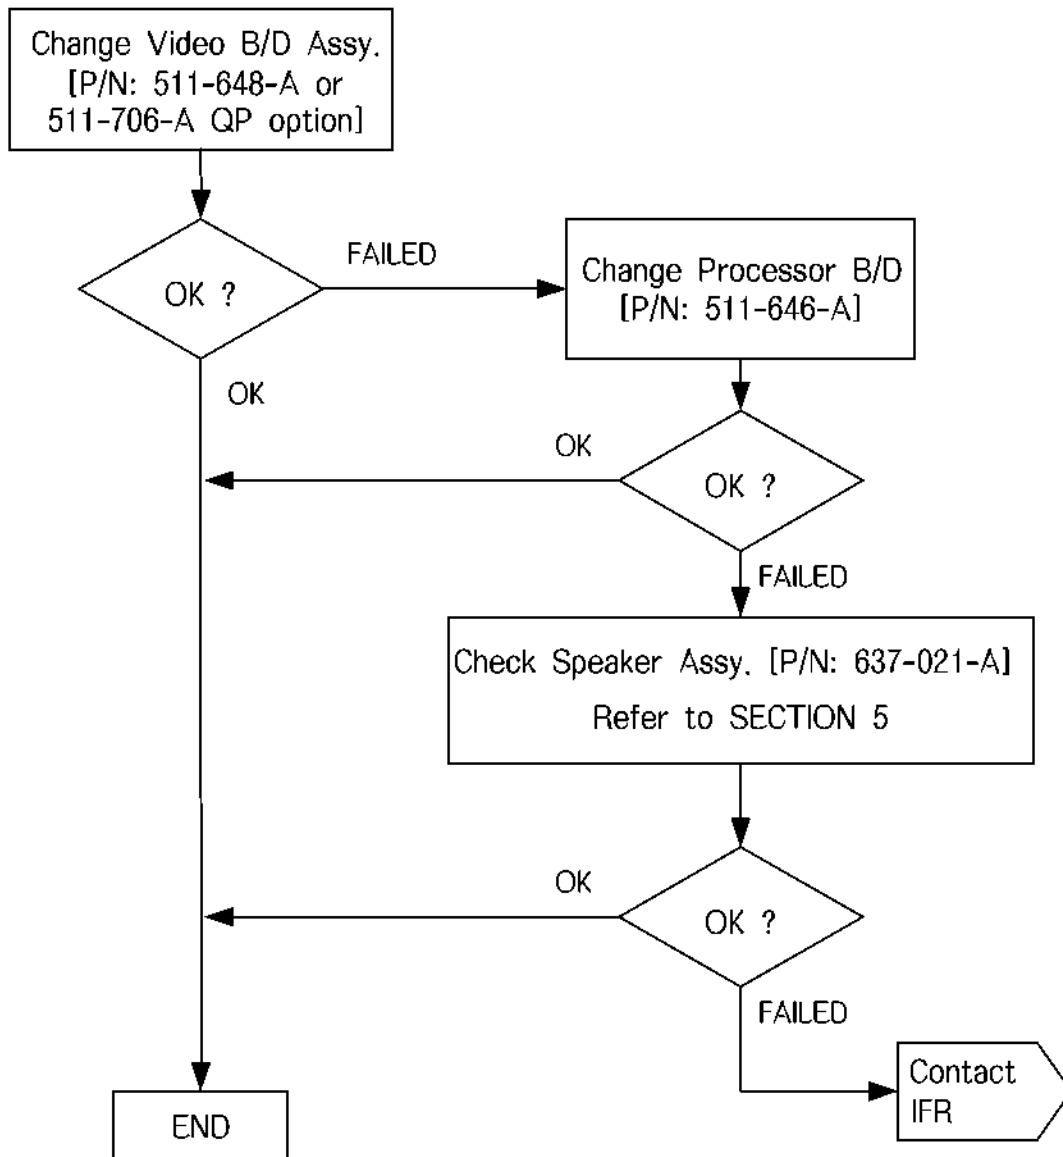 Change Video B/D Assy.
[P/N: 511-648-A or
511-706-A QP option]
OK ?
FAILED
Change Processor B/D
[P/N: 511-646-A]
OK
OK
OK ?
FAILED
Check Speaker Assy. [P/N: 637-021-A]
Refer to SECTION 5
OK
OK ?
FAILED
Contact
IFR
END